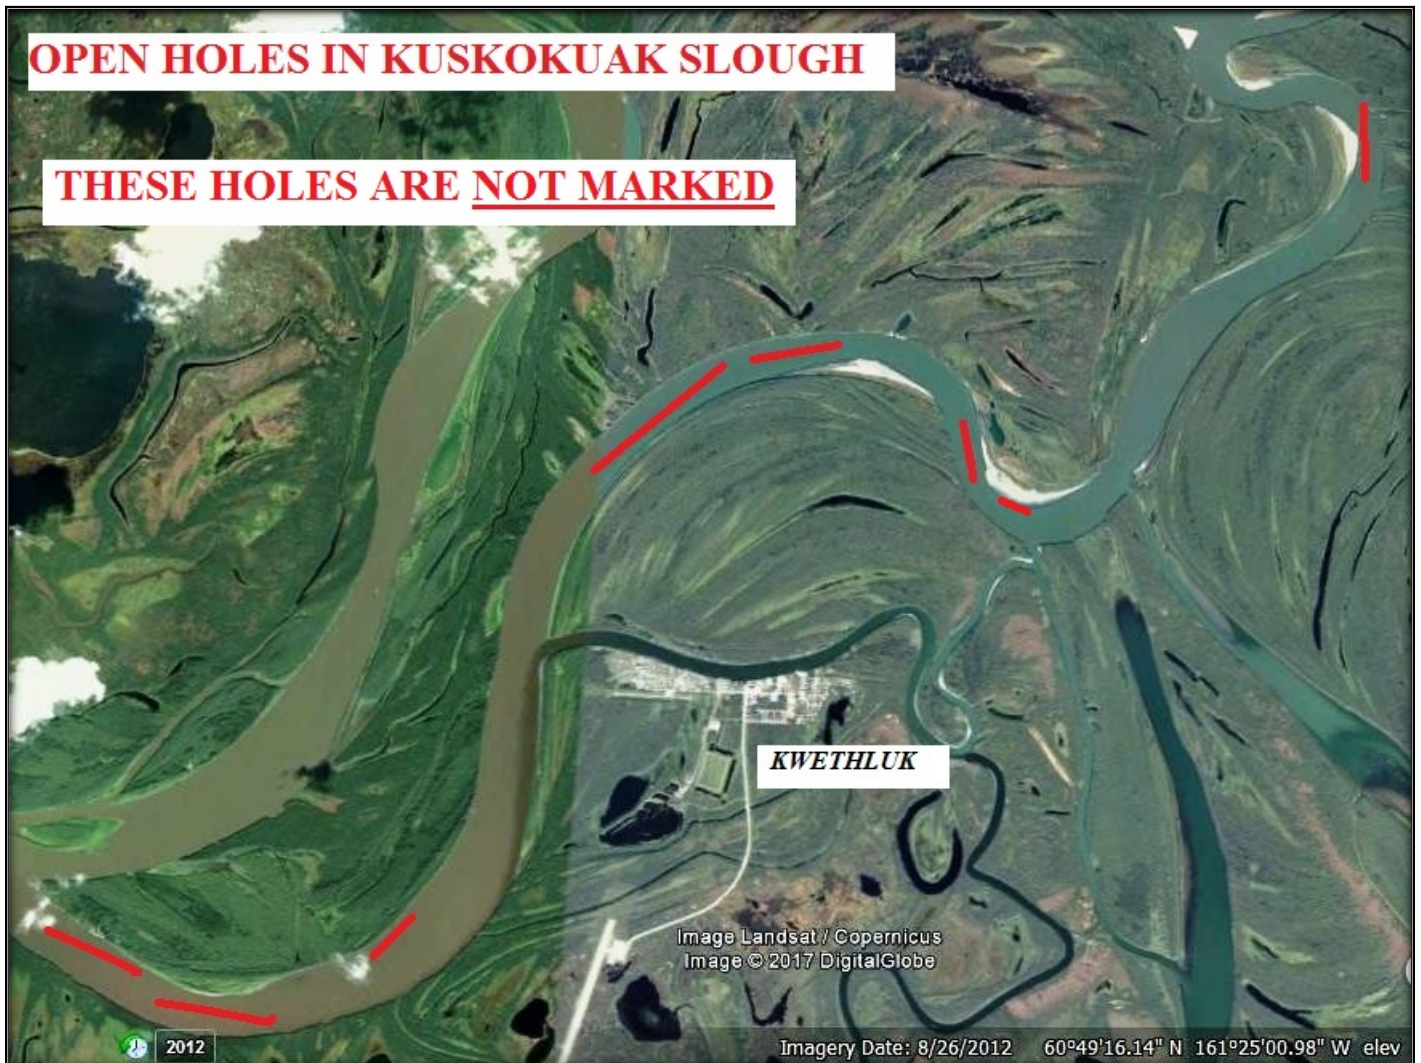 OPEN HOLES IN KUSKOKUAK SLOUGH
THESE HOLES ARE NOT MARKED
KWETHLUK
Image Landsat / Copernicus
Image © 2017 DigitalGlobe
2012
Imagery Date: 8/26/2012 60°49'16.14" N 161°25'00.98" W elev